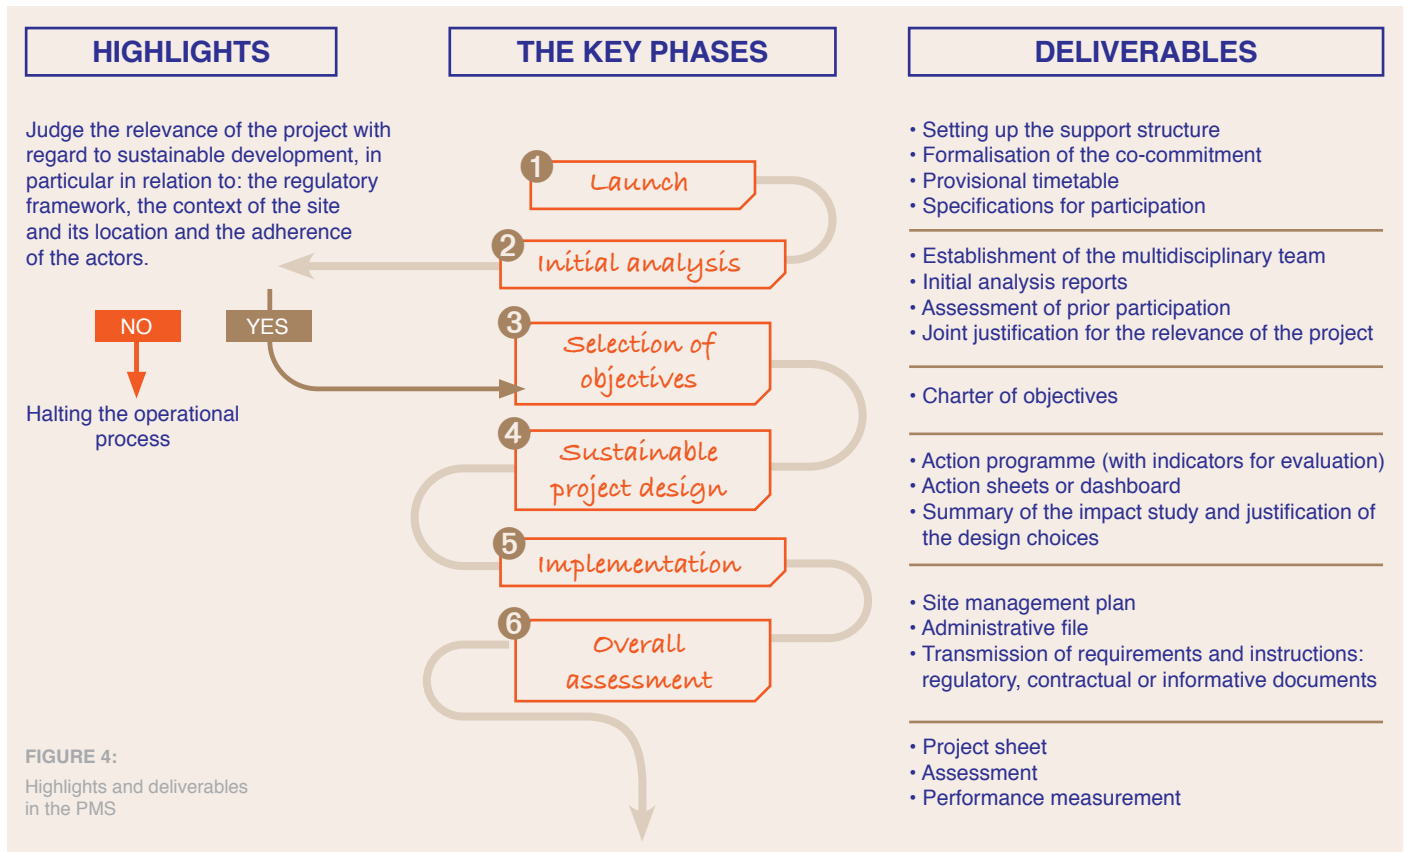 HIGHLIGHTS
Judge the relevance of the project with
regard to sustainable development, in
particular in relation to: the regulatory
framework, the context of the site
and its location and the adherence
of the actors.
NO
YES
Halting the operational
process
THE KEY PHASES
1
Launch
2
Initial analysis
3
Selection of
objectives
4
Sustainable
project design
5
Implementation
6
Overall
assessment
DELIVERABLES
• Setting up the support structure
• Formalisation of the co-commitment
• Provisional timetable
• Specifications for participation
• Establishment of the multidisciplinary team
• Initial analysis reports
• Assessment of prior participation
• Joint justification for the relevance of the project
• Charter of objectives
• Action programme (with indicators for evaluation)
• Action sheets or dashboard
• Summary of the impact study and justification of
the design choices
• Site management plan
• Administrative file
• Transmission of requirements and instructions:
regulatory, contractual or informative documents
• Project sheet
• Assessment
• Performance measurement
FIGURE 4:
Highlights and deliverables
in the PMS